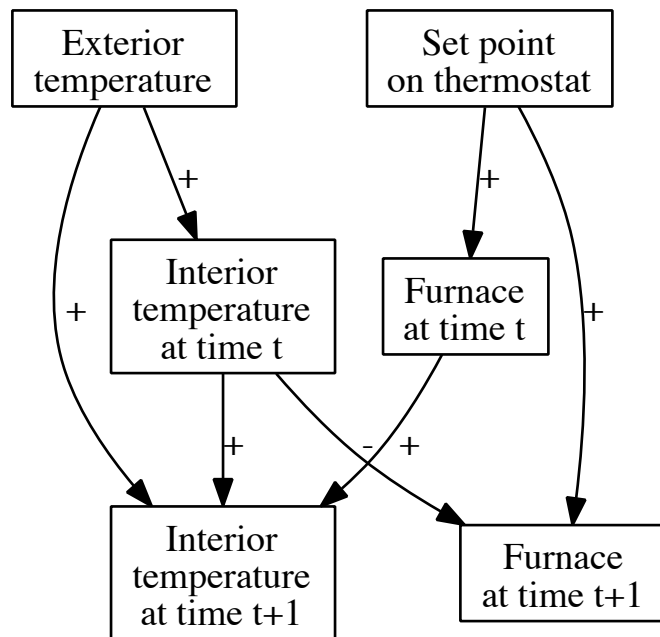 Exterior
temperature
Set point
on thermostat
+
+
Interior
temperature
at time t
Furnace
at time t
+
+
+
-
+
Interior
temperature
at time t+1
Furnace
at time t+1